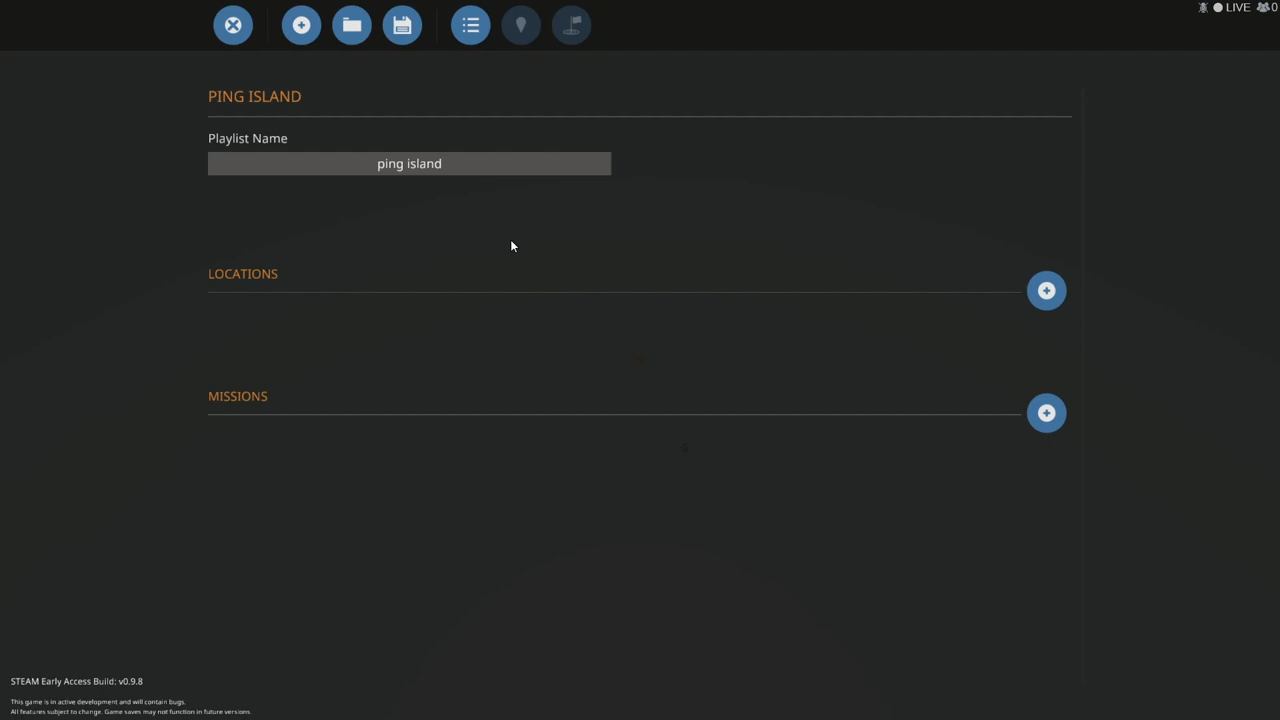 LIVE 0
PING ISLAND
Playlist Name
ping island
LOCATIONS
MISSIONS
STEAM Early Access Build: v0.9.8
This game is in active development and will contain bugs.
All features subject to change. Game saves may not function in future versions.